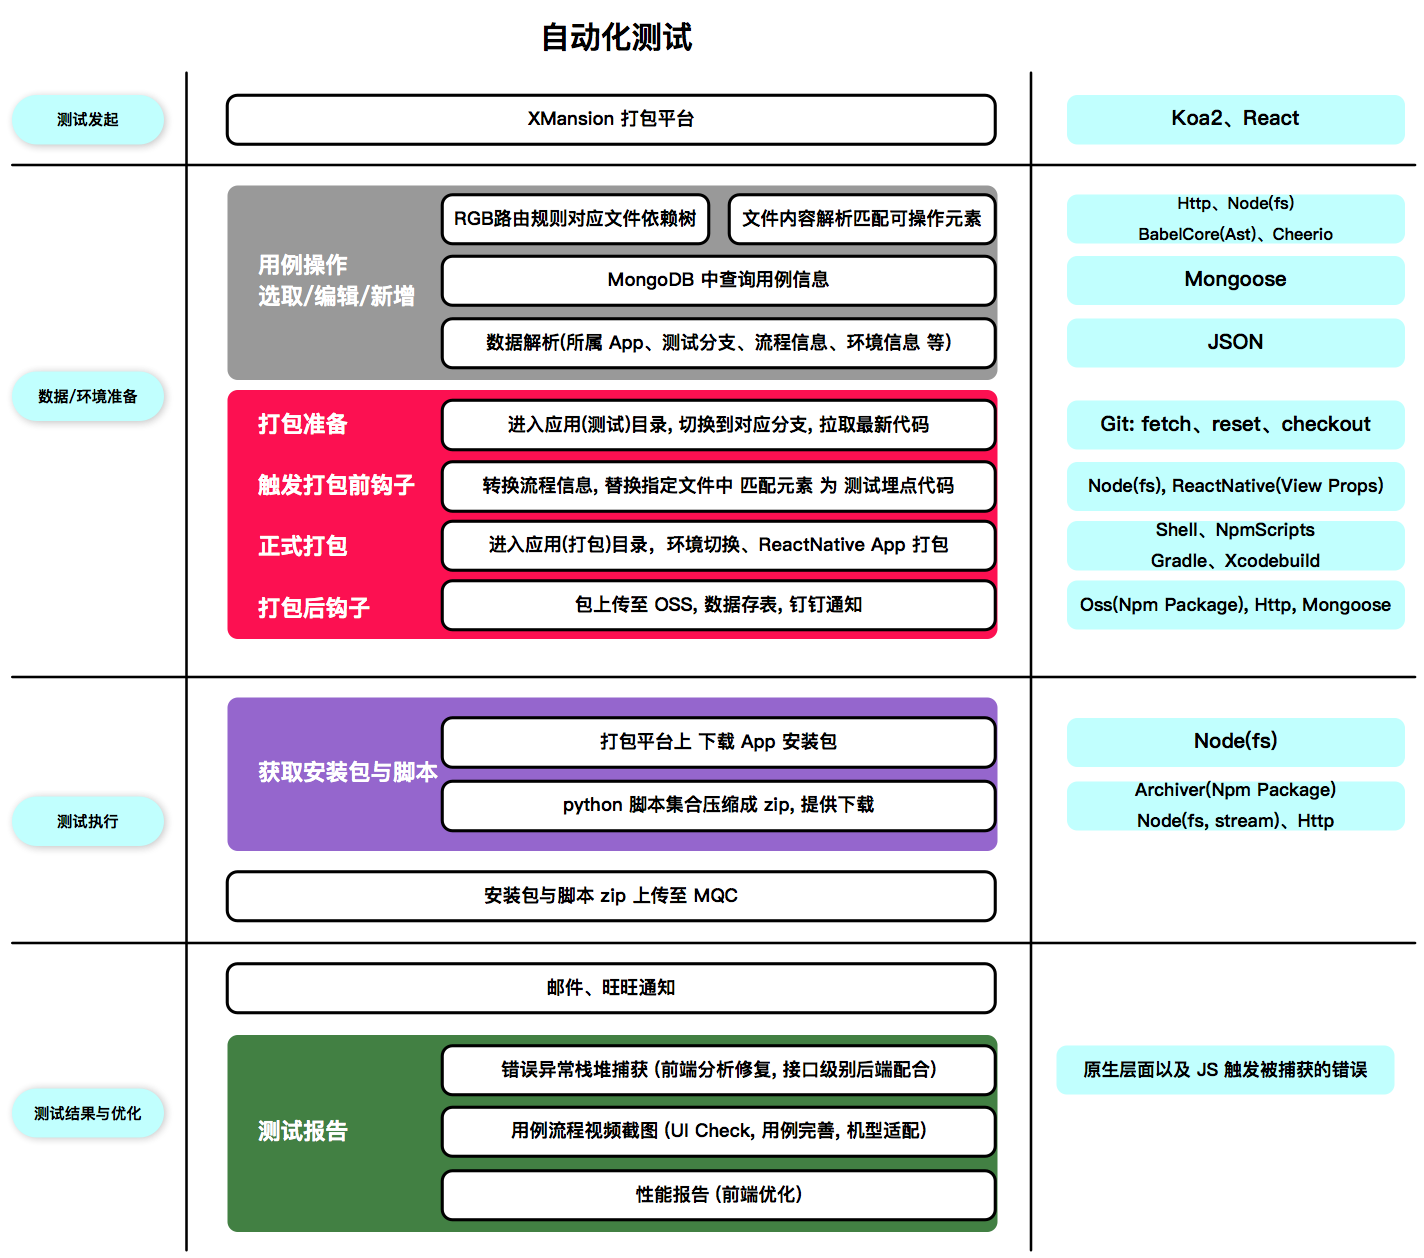 自动化测试
测试发起
XMansion 打包平台
Koa2、React
数据/环境准备
用例操作
选取/编辑/新增
RGB路由规则对应文件依赖树
文件内容解析匹配可操作元素
Http、Node(fs)
BabelCore(Ast)、Cheerio
MongoDB 中查询用例信息
Mongoose
数据解析(所属 App、测试分支、流程信息、环境信息 等)
JSON
打包准备
进入应用(测试)目录, 切换到对应分支, 拉取最新代码
Git: fetch、reset、checkout
触发打包前钩子
转换流程信息, 替换指定文件中 匹配元素 为 测试埋点代码
Node(fs), ReactNative(View Props)
正式打包
进入应用(打包)目录，环境切换、ReactNative App 打包
Shell、NpmScripts
Gradle、Xcodebuild
打包后钩子
包上传至 OSS, 数据存表, 钉钉通知
Oss(Npm Package), Http, Mongoose
测试执行
获取安装包与脚本
打包平台上 下载 App 安装包
Node(fs)
python 脚本集合压缩成 zip, 提供下载
Archiver(Npm Package)
Node(fs, stream)、Http
安装包与脚本 zip 上传至 MQC
测试结果与优化
邮件、旺旺通知
测试报告
错误异常栈堆捕获 (前端分析修复, 接口级别后端配合)
原生层面以及 JS 触发被捕获的错误
用例流程视频截图 (UI Check, 用例完善, 机型适配)
性能报告 (前端优化)